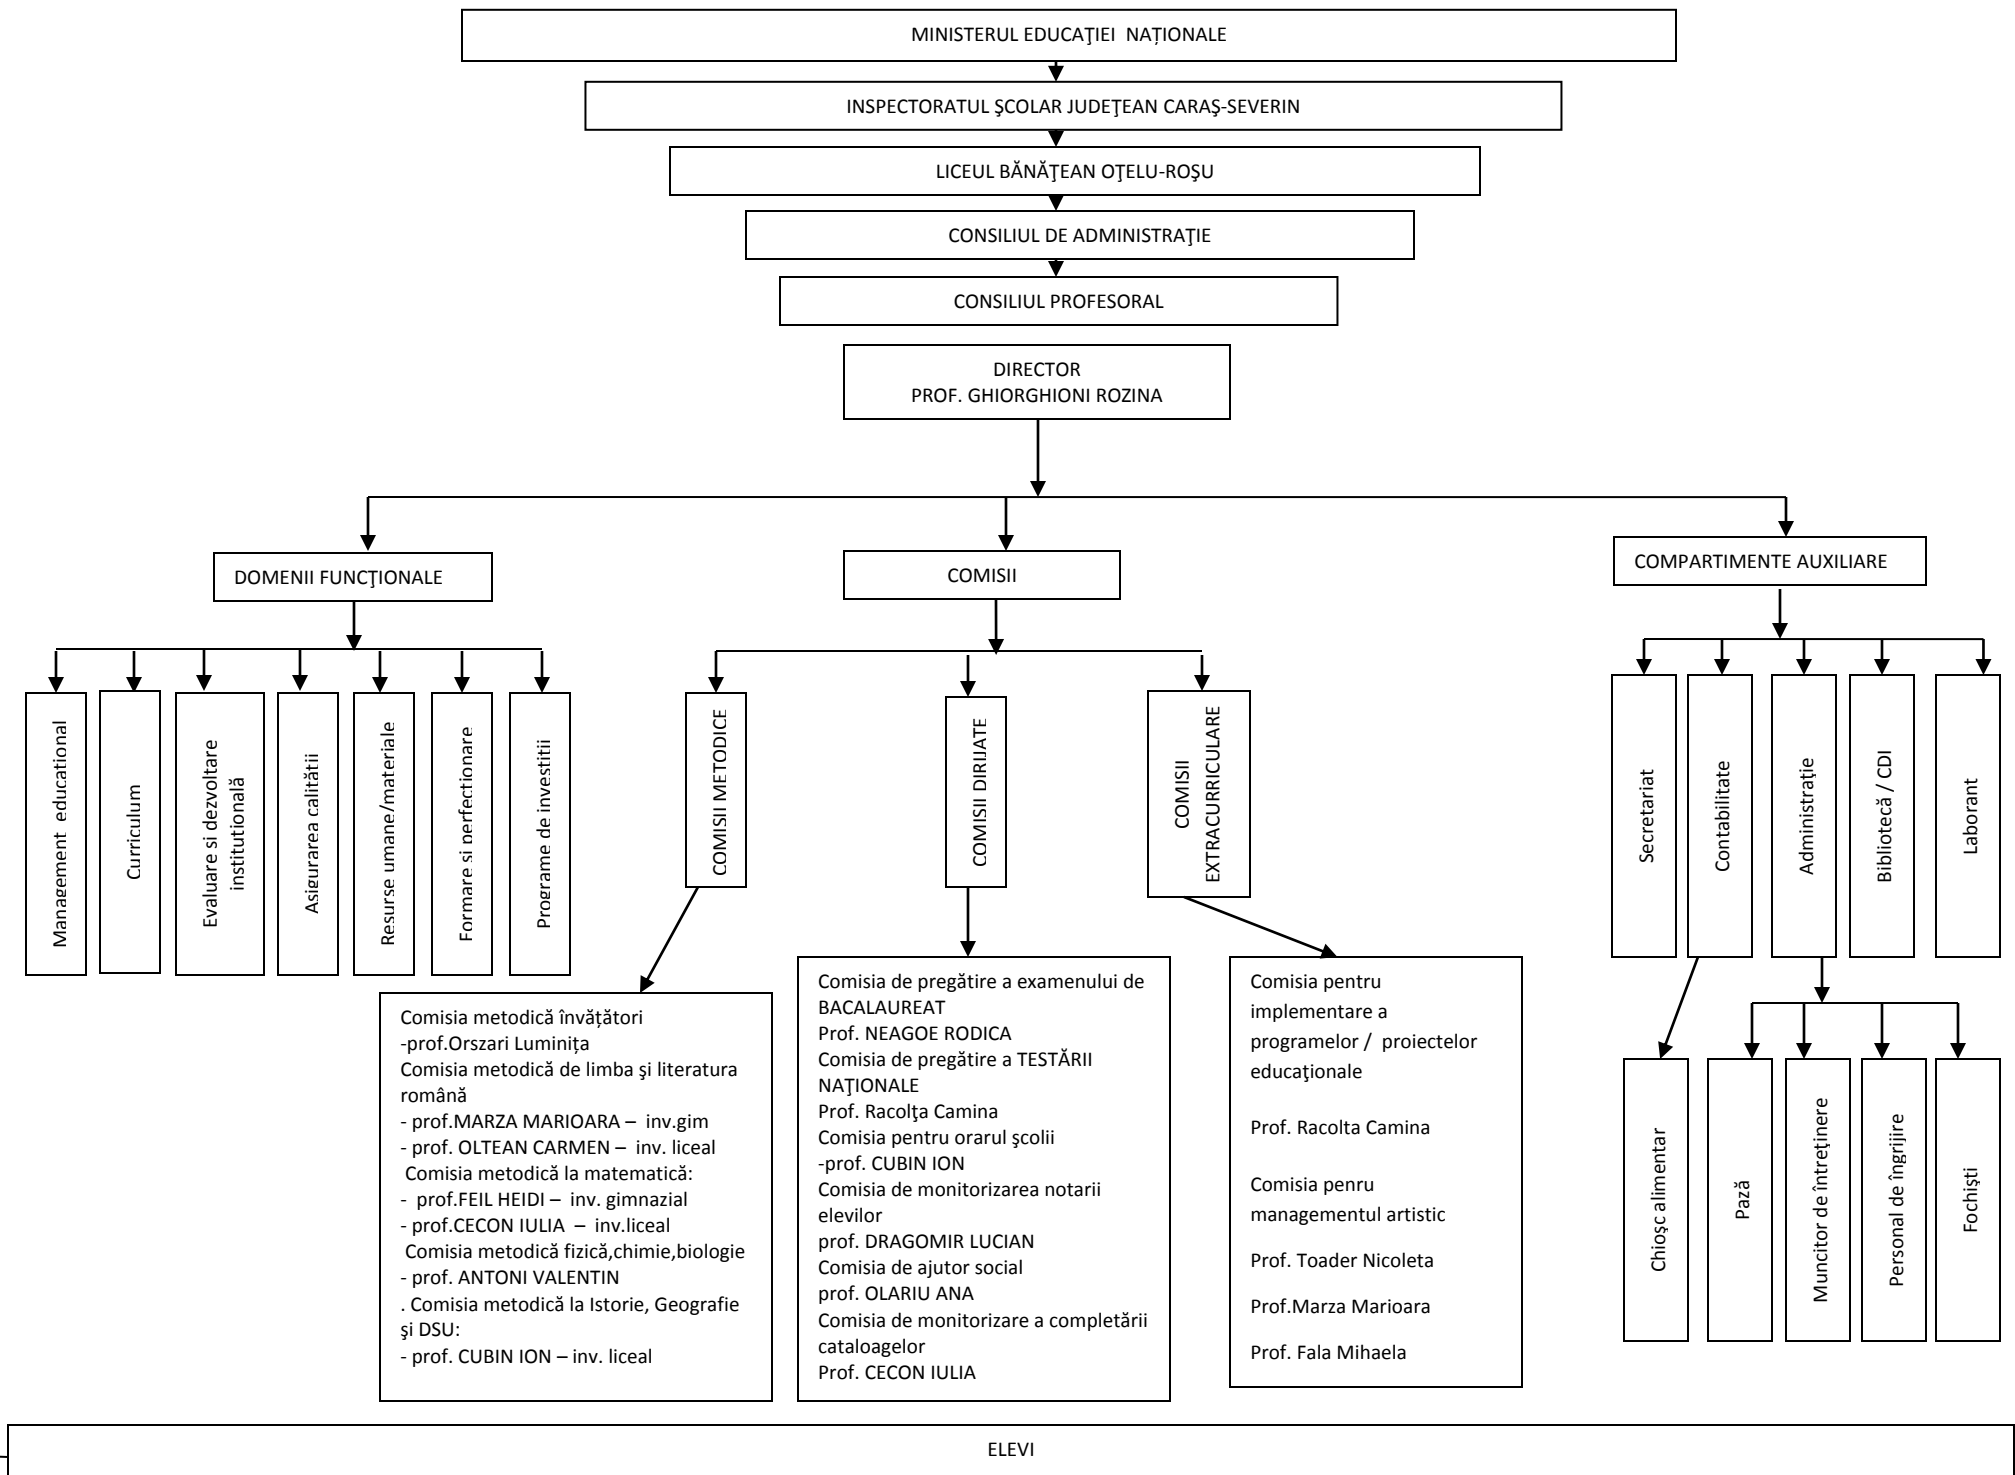 MINISTERUL EDUCAŢIEI  NAȚIONALE
INSPECTORATUL ŞCOLAR JUDEŢEAN CARAŞ-SEVERIN
LICEUL BĂNĂŢEAN OŢELU-ROŞU
CONSILIUL DE ADMINISTRAŢIE
CONSILIUL PROFESORAL
DIRECTOR
PROF. GHIORGHIONI ROZINA
DOMENII FUNCŢIONALE
COMISII
COMPARTIMENTE AUXILIARE
Management  educational
Curriculum
Evaluare si dezvoltare
institutională
Asigurarea calitătii
Resurse umane/materiale
Formare si perfectionare
Programe de investitii
COMISII METODICE
COMISII DIRIJATE
COMISII
EXTRACURRICULARE
Secretariat
Contabilitate
Administraţie
Bibliotecă / CDI
Laborant
Comisia metodică învățători
-prof.Orszari Luminița
Comisia metodică de limba şi literatura
română
- prof.MARZA MARIOARA –  inv.gim
- prof. OLTEAN CARMEN –  inv. liceal
Comisia metodică la matematică:
-  prof.FEIL HEIDI –  inv. gimnazial
- prof.CECON IULIA  –  inv.liceal
Comisia metodică fizică,chimie,biologie
- prof. ANTONI VALENTIN
. Comisia metodică la Istorie, Geografie
şi DSU:
- prof. CUBIN ION – inv. liceal
Comisia de pregătire a examenului de
BACALAUREAT
Prof. NEAGOE RODICA
Comisia de pregătire a TESTĂRII
NAŢIONALE
Prof. Racolţa Camina
Comisia pentru orarul şcolii
-prof. CUBIN ION
Comisia de monitorizarea notarii
elevilor
prof. DRAGOMIR LUCIAN
Comisia de ajutor social
prof. OLARIU ANA
Comisia de monitorizare a completării
cataloagelor
Prof. CECON IULIA
Comisia pentru
implementare a
programelor /  proiectelor
educaţionale
Prof. Racolta Camina
Comisia penru
managementul artistic
Prof. Toader Nicoleta
Prof.Marza Marioara
Prof. Fala Mihaela
Chioşc alimentar
Pază
Muncitor de întreţinere
Personal de îngrijire
Fochişti
ELEVI